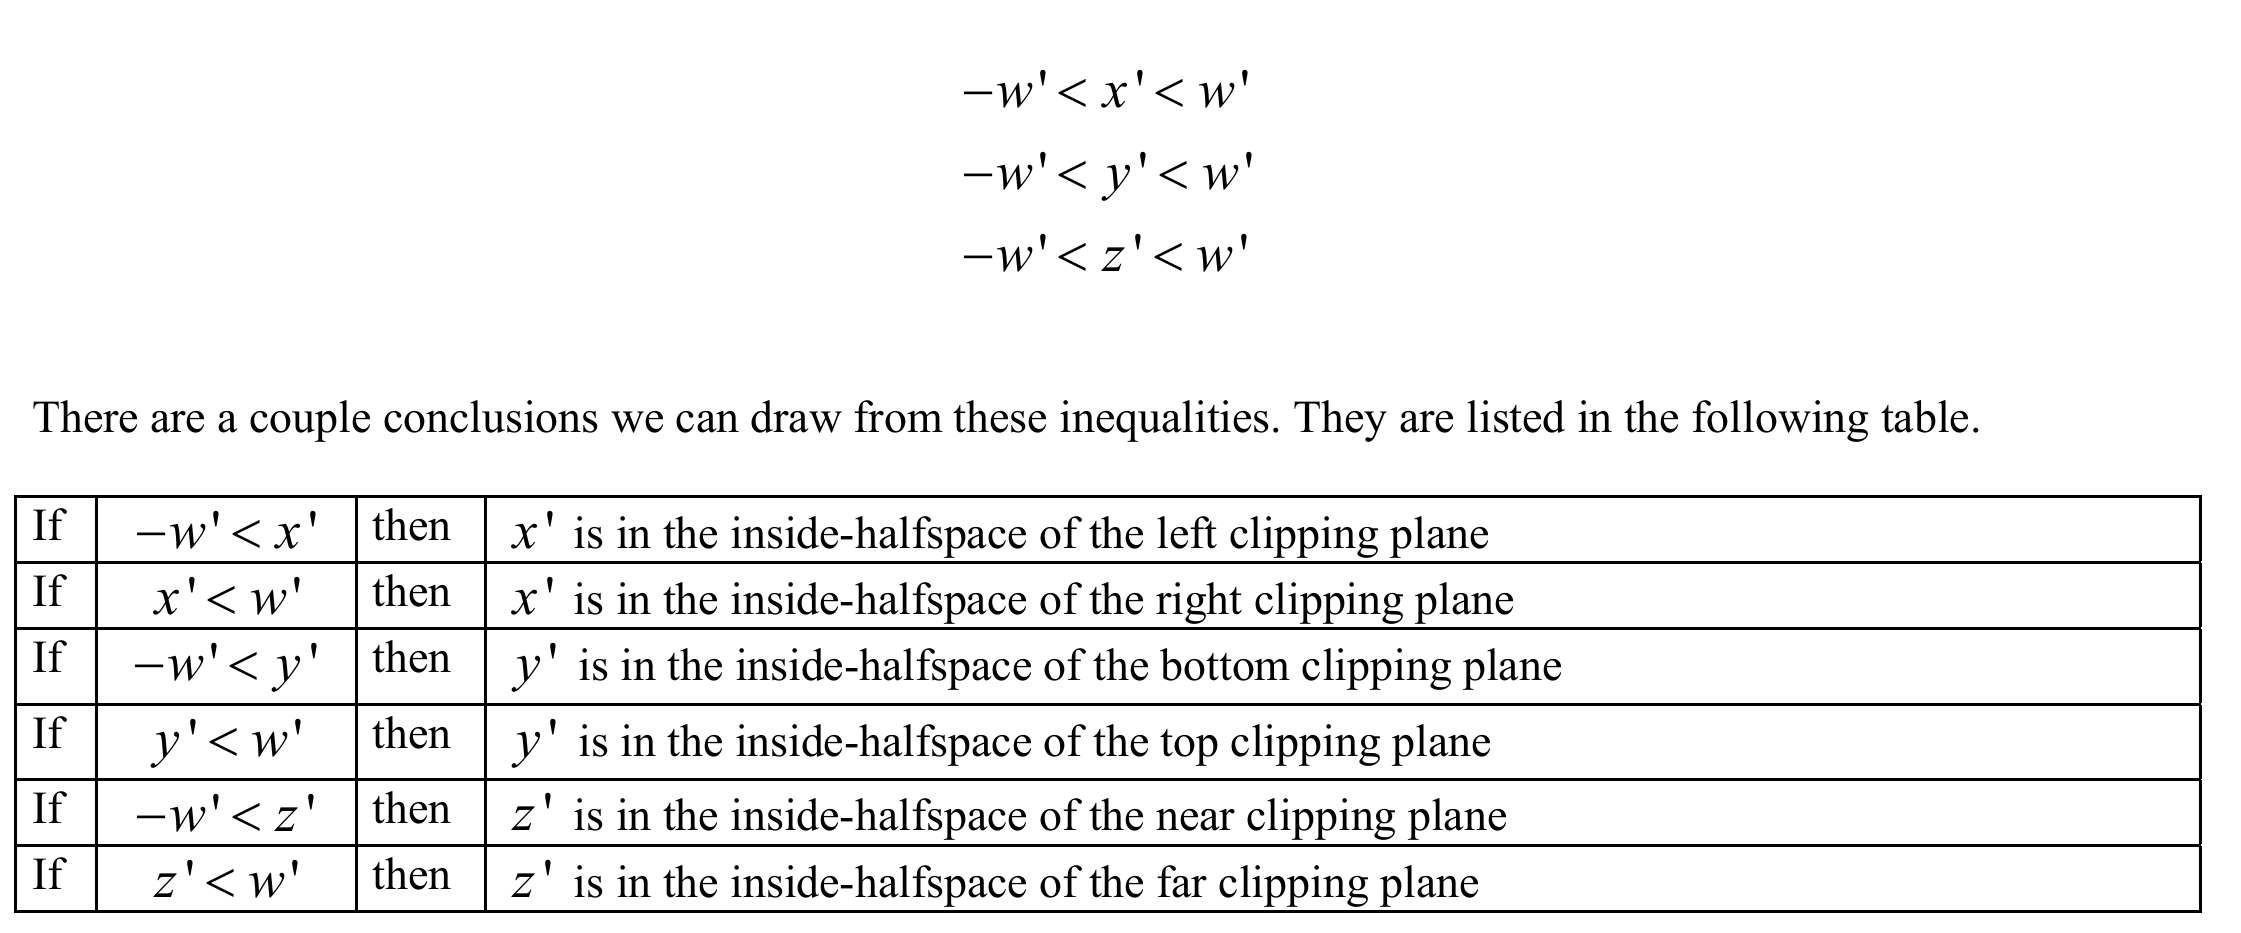 −w'< x'< w'
−w'< y'< w'
−w'< z'< w'
There are a couple conclusions we can draw from these inequalities. They are listed in the following table.
If −w'< x' then x' is in the inside-halfspace of the left clipping plane
If x'< w' then x' is in the inside-halfspace of the right clipping plane
If −w'< y' then y' is in the inside-halfspace of the bottom clipping plane
If y'< w' then y' is in the inside-halfspace of the top clipping plane
If −w'< z' then z' is in the inside-halfspace of the near clipping plane
If z'< w' then z' is in the inside-halfspace of the far clipping plane